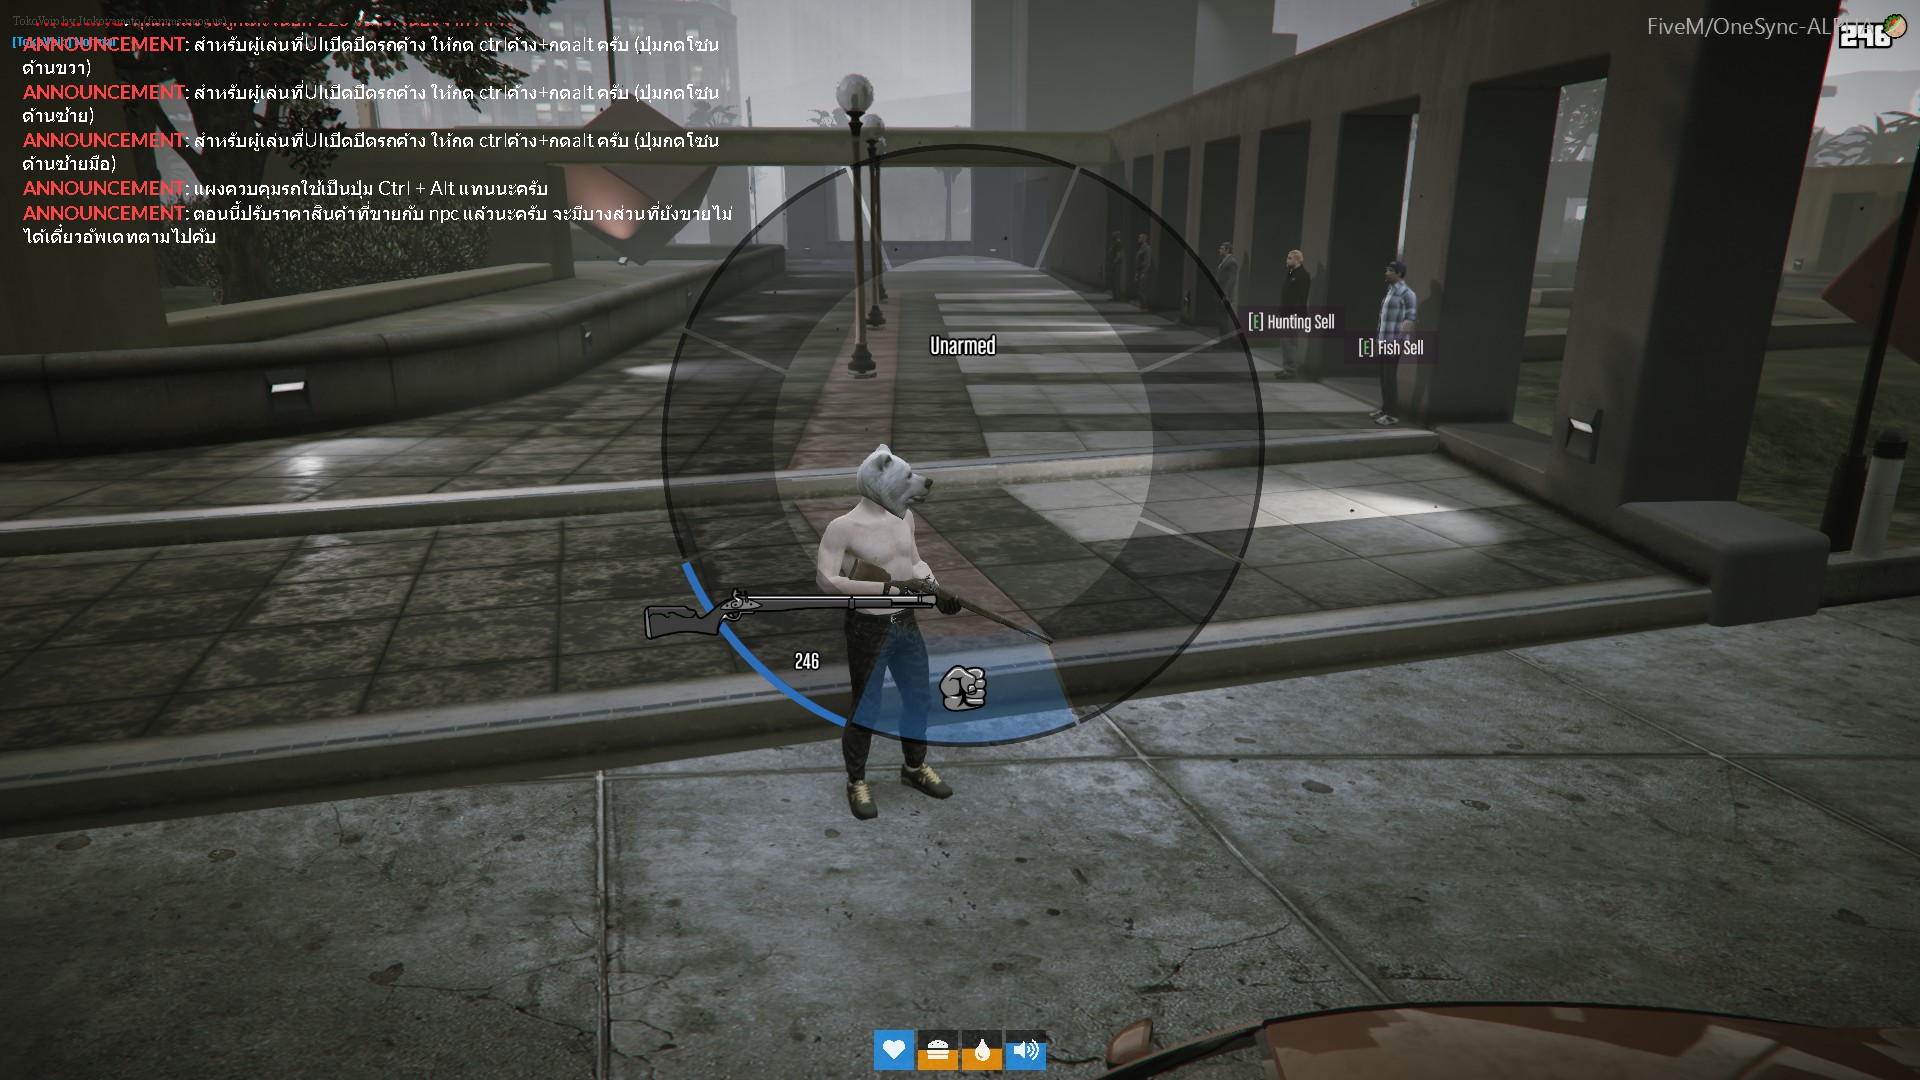 TokoVoip by Itokoyamato
[TokoVoip] Normal
FiveM/OneSync-AL
246
ANNOUNCEMENT: สำหรับผู้เล่นที่UIเปิดปิดรถค้าง ให้กด ctrlค้าง+กดalt ครับ (ปุ่มกดโซน
ด้านขวา)
ANNOUNCEMENT: สำหรับผู้เล่นที่UIเปิดปิดรถค้าง ให้กด ctrlค้าง+กดalt ครับ (ปุ่มกดโซน
ด้านซ้าย)
ANNOUNCEMENT: สำหรับผู้เล่นที่UIเปิดปิดรถค้าง ให้กด ctrlค้าง+กดalt ครับ (ปุ่มกดโซน
ด้านซ้ายมือ)
ANNOUNCEMENT: แผงควบคุมรถใช้เป็นปุ่ม Ctrl + Alt แทนนะครับ
ANNOUNCEMENT: ตอนนี้ปรับราคาสินค้าที่ขายกับ npc แล้วนะครับ จะมีบางส่วนที่ยังขายไม่
ได้เดี่ยวอัพเดทตามไปคับ
[E] Hunting Sell
Unarmed
[E] Fish Sell
246